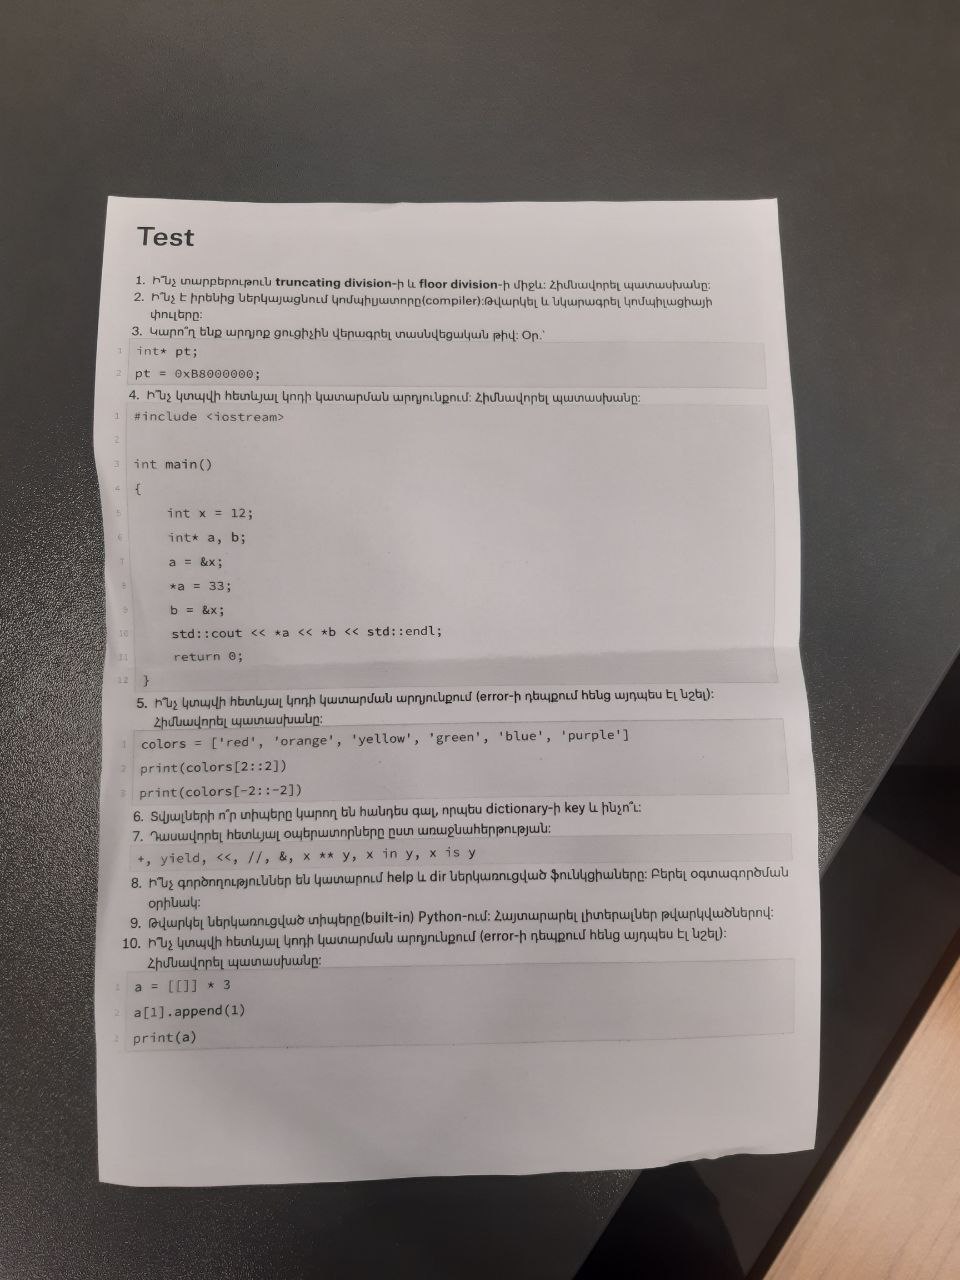 Test
1. Ի՞նչ տարբերութուն truncating division-ի և floor division-ի միջև: Հիմնավորել պատասխանը:
2. Ի՞նչ է իրենից ներկայացնում կոմպիլյատորը(compiler):Թվարկել և նկարագրել կոմպիլացիայի
փուլերը:
3. Կարո՞ղ ենք արդյոք ցուցիչին վերագրել տասնվեցական թիվ: Օր.՝
1 int* pt;
2 pt = 0xB8000000;
4. Ի՞նչ կտպվի հետևյալ կոդի կատարման արդյունքում: Հիմնավորել պատասխանը:
1 #include <iostream>
2
3 int main()
4 {
5 int x = 12;
6 int* a, b;
7 a = &x;
8 *a = 33;
9 b = &x;
10 std::cout << *a << *b << std::endl;
11 return 0;
12 }
5. Ի՞նչ կտպվի հետևյալ կոդի կատարման արդյունքում (error-ի դեպքում հենց այդպես էլ նշել):
Հիմնավորել պատասխանը:
1 colors = ['red', 'orange', 'yellow', 'green', 'blue', 'purple']
2 print(colors[2::2])
3 print(colors[-2::-2])
6. Տվյալների ո՞ր տիպերը կարող են հանդես գալ, որպես dictionary-ի key և ինչո՞ւ:
7. Դասավորել հետևյալ օպերատորները ըստ առաջնահերթության:
+, yield, <<, //, &, x ** y, x in y, x is y
8. Ի՞նչ գործողություններ են կատարում help և dir ներկառուցված ֆունկցիաները: Բերել օգտագործման
օրինակ:
9. Թվարկել ներկառուցված տիպերը(built-in) Python-ում: Հայտարարել լիտերալներ թվարկվածներով:
10. Ի՞նչ կտպվի հետևյալ կոդի կատարման արդյունքում (error-ի դեպքում հենց այդպես էլ նշել):
Հիմնավորել պատասխանը:
1 a = [[]] * 3
2 a[1].append(1)
3 print(a)